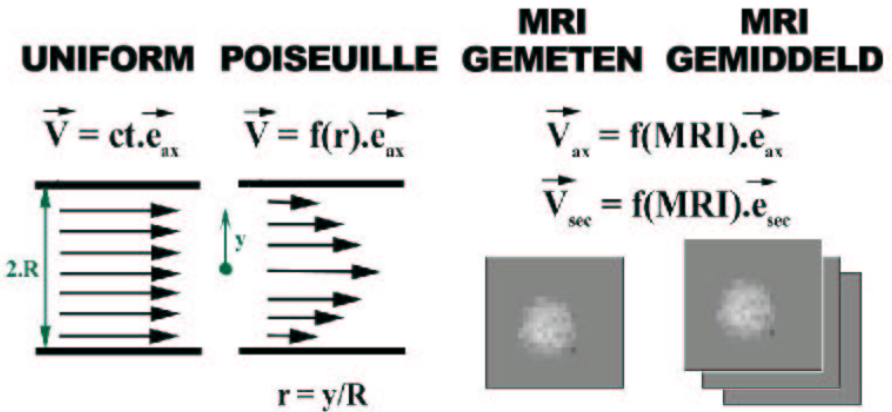 UNIFORM
POISEUILLE
MRI
GEMETEN
MRI
GEMIDDELD
V = ct.e_ax
V = f(r).e_ax
V_ax = f(MRI).e_ax
V_sec = f(MRI).e_sec
2.R
y
r = y/R